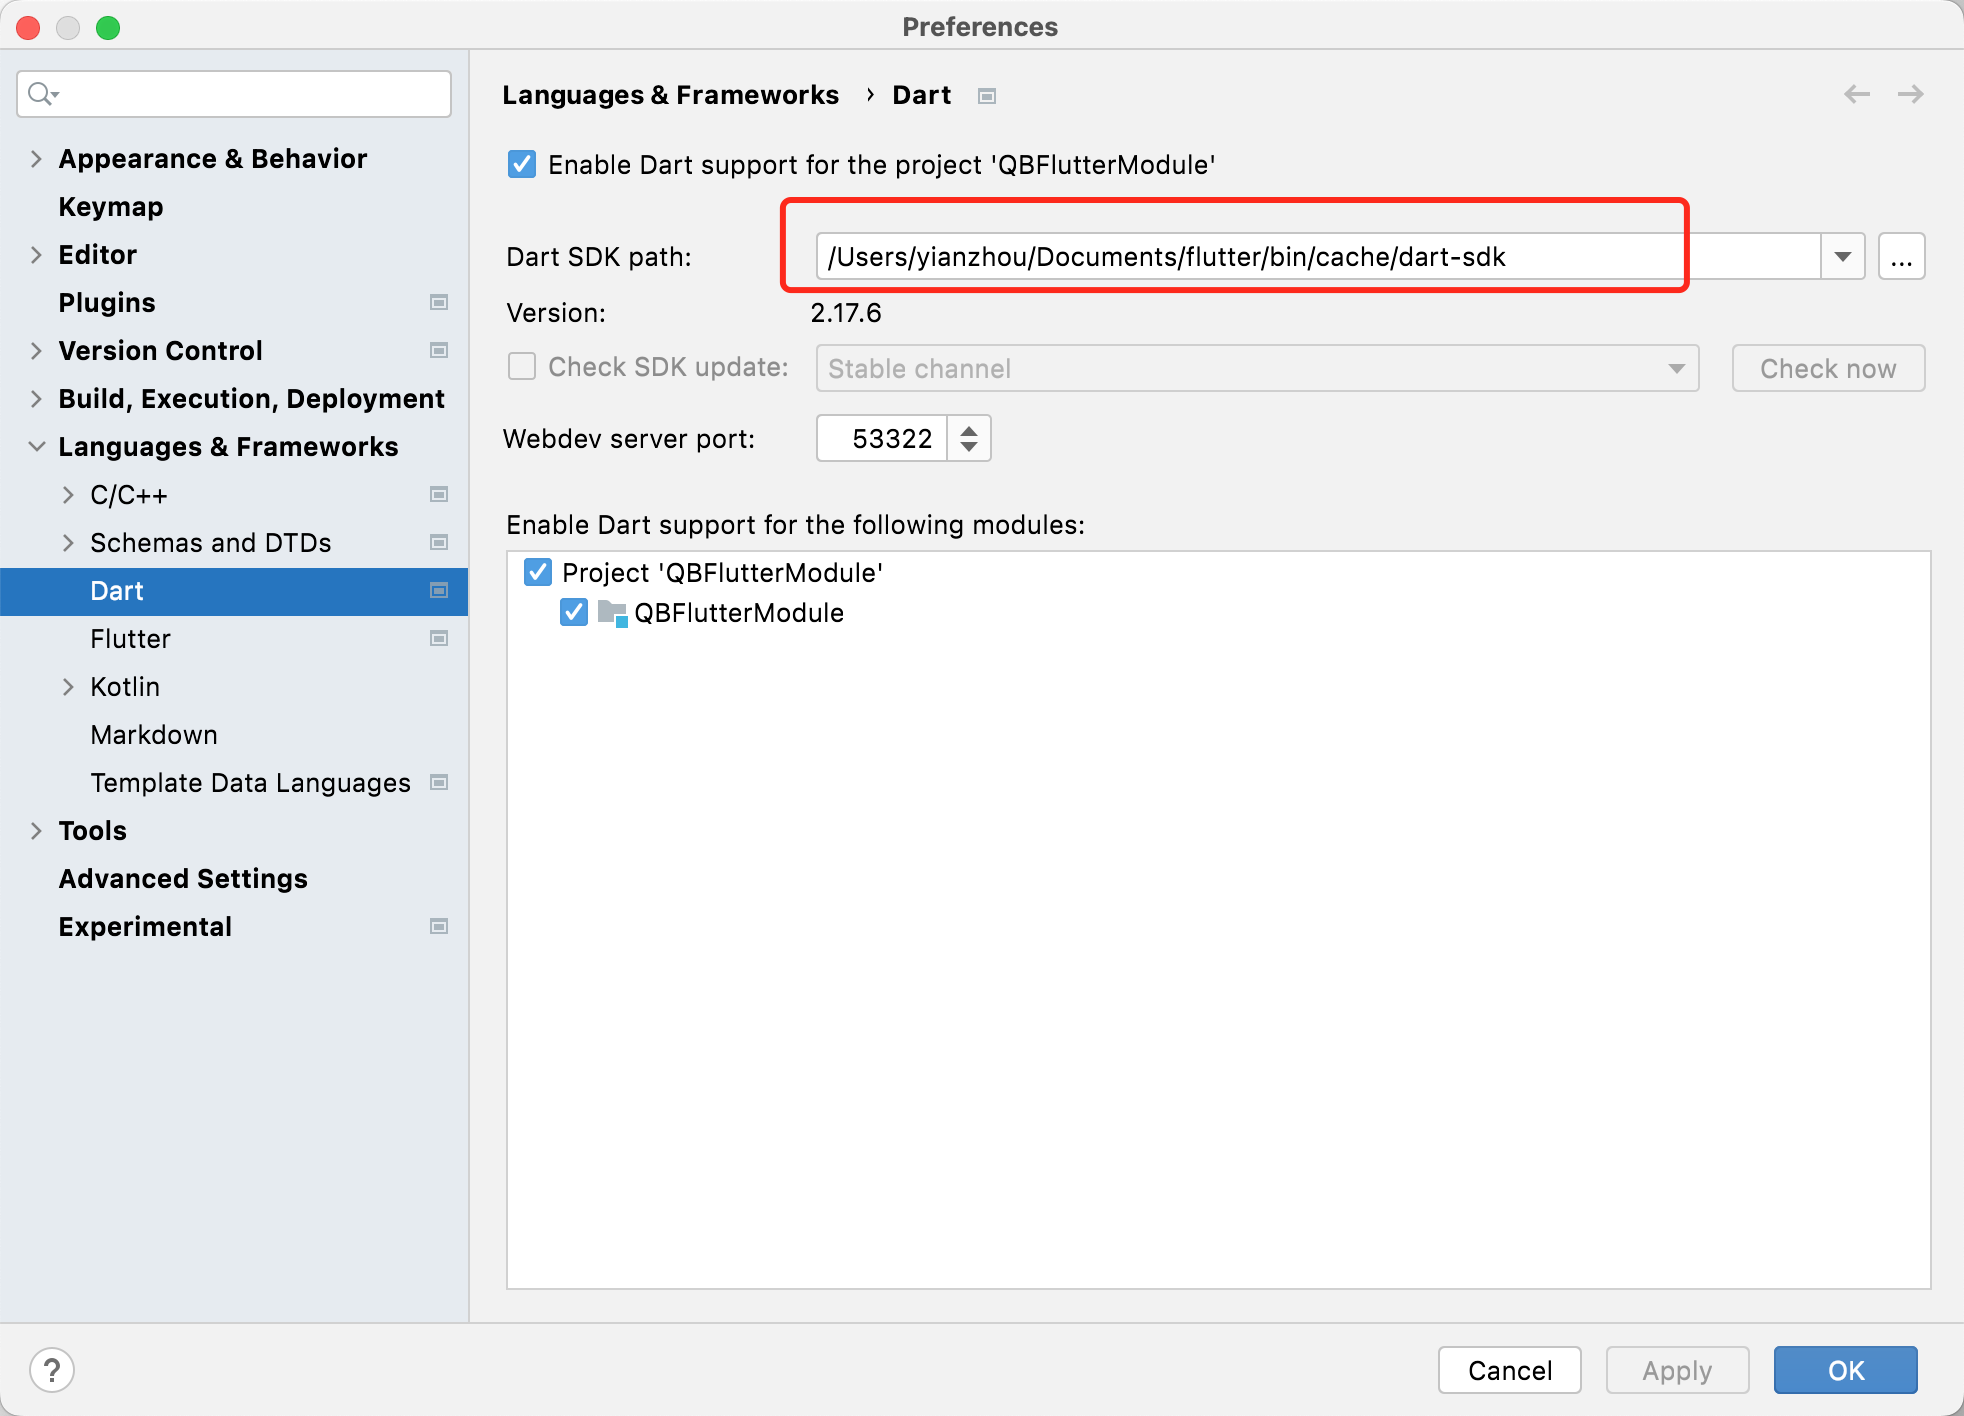 Preferences
Languages & Frameworks › Dart
Appearance & Behavior
Keymap
Editor
Plugins
Version Control
Build, Execution, Deployment
Languages & Frameworks
C/C++
Schemas and DTDs
Dart
Flutter
Kotlin
Markdown
Template Data Languages
Tools
Advanced Settings
Experimental
Enable Dart support for the project 'QBFlutterModule'
Dart SDK path: /Users/yianzhou/Documents/flutter/bin/cache/dart-sdk ...
Version: 2.17.6
Check SDK update: Stable channel Check now
Webdev server port: 53322
Enable Dart support for the following modules:
Project 'QBFlutterModule'
QBFlutterModule
? Cancel Apply OK